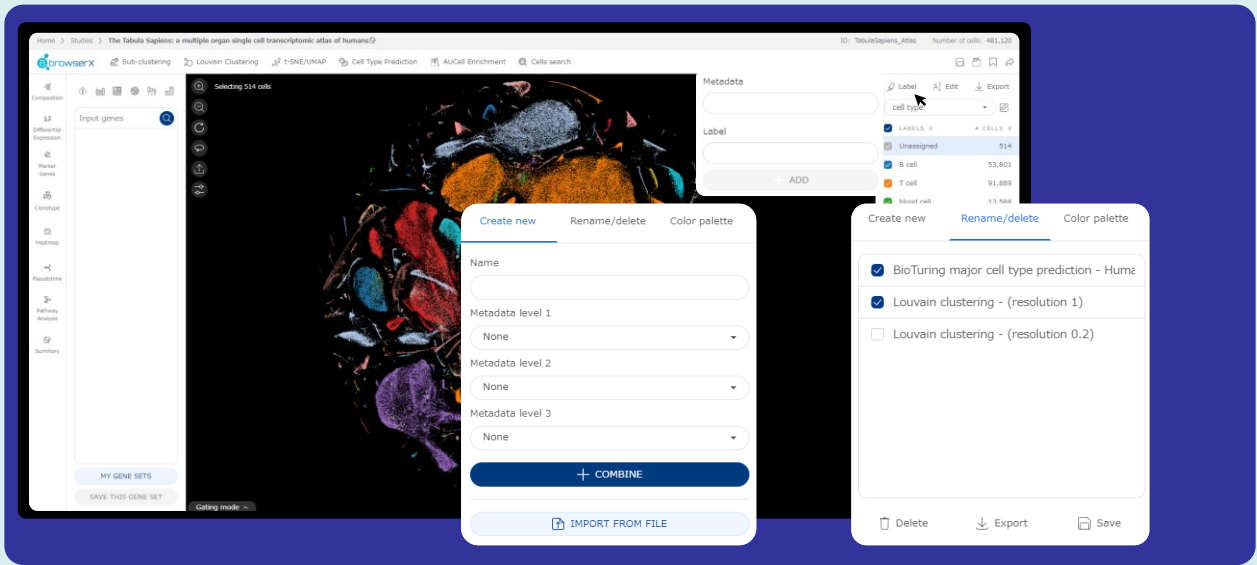 Home > Studies > The Tabula Sapiens: a multiple organ single cell transcriptomic atlas of humans
ID: TabulaSapiens_Atlas Number of cells: 481,120
browserx Sub-clustering Louvain Clustering t-SNE/UMAP Cell Type Prediction AUCell Enrichment Cells search
Composition
Differential
Expression
Marker
Genes
Clonotype
Heatmap
Pseudotime
Pathway
Analysis
Summary
Input genes
MY GENE SETS
SAVE THIS GENE SET
Selecting 514 cells
Gating mode
Metadata
Label
+ ADD
Label Edit Export
cell type
LABELS # CELLS
Unassigned 514
B cell 53,801
T cell 91,889
blood cell 13,588
Create new Rename/delete Color palette
Name
Metadata level 1
None
Metadata level 2
None
Metadata level 3
None
+ COMBINE
IMPORT FROM FILE
Create new Rename/delete Color palette
BioTuring major cell type prediction - Huma
Louvain clustering - (resolution 1)
Louvain clustering - (resolution 0.2)
Delete Export Save